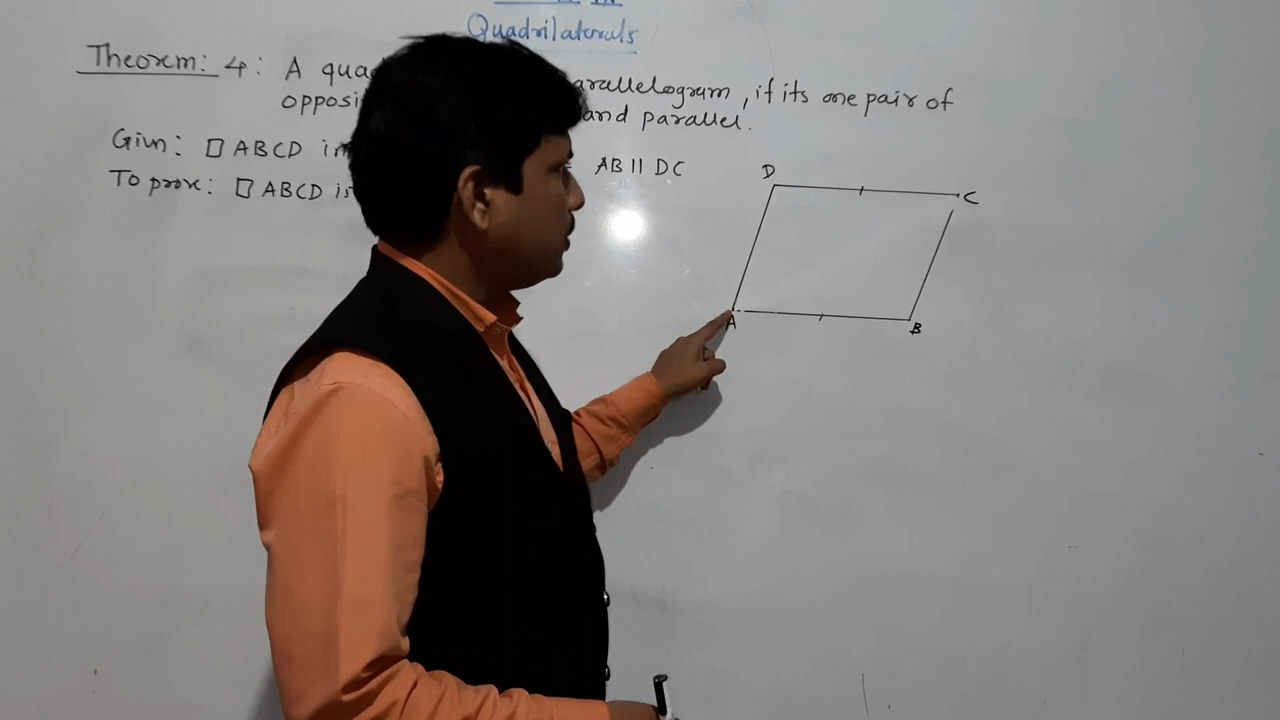 Quadrilaterals
Theorem: 4: A qua arallelogram, if its one pair of
opposi and parallel.
Givn: □ ABCD in AB || DC
To prove: □ ABCD is
D
C
A
B